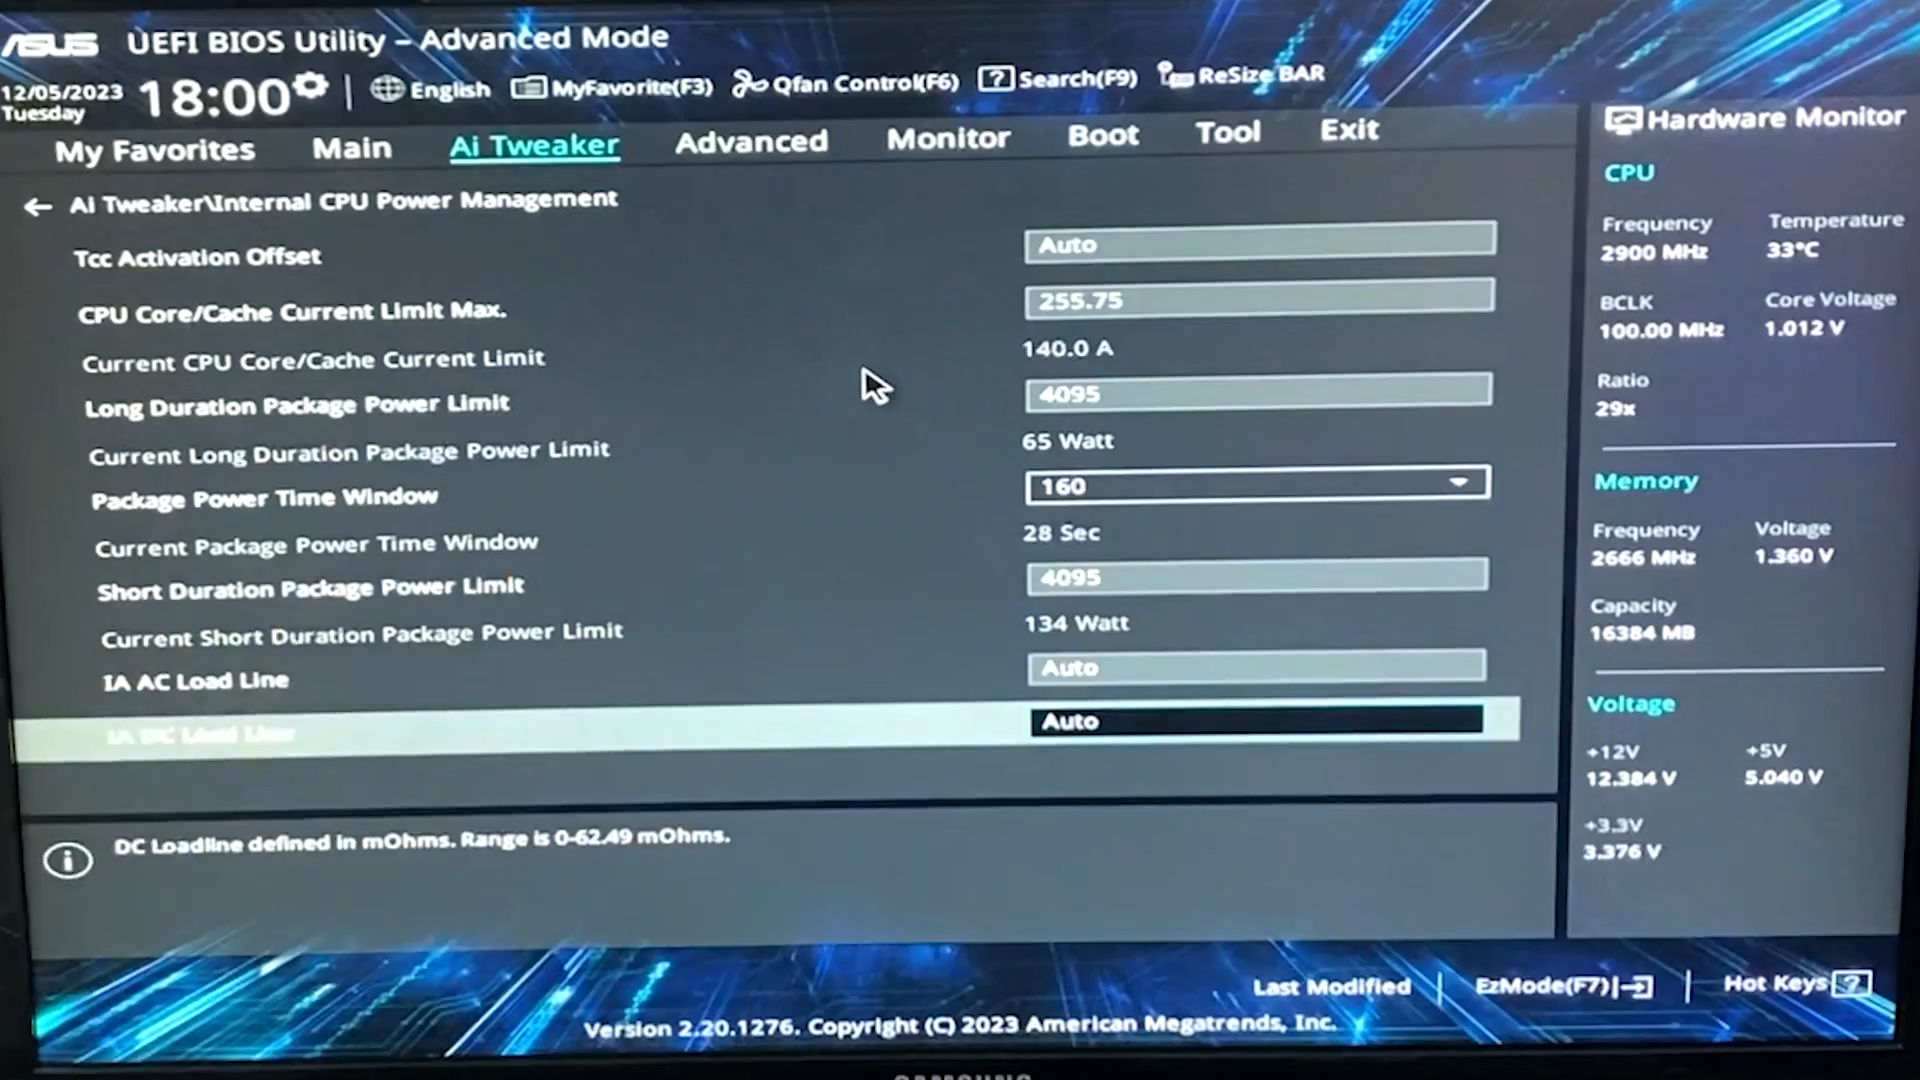 ASUS UEFI BIOS Utility – Advanced Mode
12/05/2023
Tuesday
18:00
English
MyFavorite(F3)
Qfan Control(F6)
Search(F9)
ReSize BAR
My Favorites
Main
Ai Tweaker
Advanced
Monitor
Boot
Tool
Exit
Ai Tweaker\Internal CPU Power Management
Tcc Activation Offset Auto
CPU Core/Cache Current Limit Max. 255.75
Current CPU Core/Cache Current Limit 140.0 A
Long Duration Package Power Limit 4095
Current Long Duration Package Power Limit 65 Watt
Package Power Time Window 160
Current Package Power Time Window 28 Sec
Short Duration Package Power Limit 4095
Current Short Duration Package Power Limit 134 Watt
IA AC Load Line Auto
IA DC Load Line Auto
DC Loadline defined in mOhms. Range is 0-62.49 mOhms.
Hardware Monitor
CPU
Frequency Temperature
2900 MHz 33°C
BCLK Core Voltage
100.00 MHz 1.012 V
Ratio
29x
Memory
Frequency Voltage
2666 MHz 1.360 V
Capacity
16384 MB
Voltage
+12V +5V
12.384 V 5.040 V
+3.3V
3.376 V
Last Modified
EzMode(F7)
Hot Keys ?
Version 2.20.1276. Copyright (C) 2023 American Megatrends, Inc.
SAMSUNG